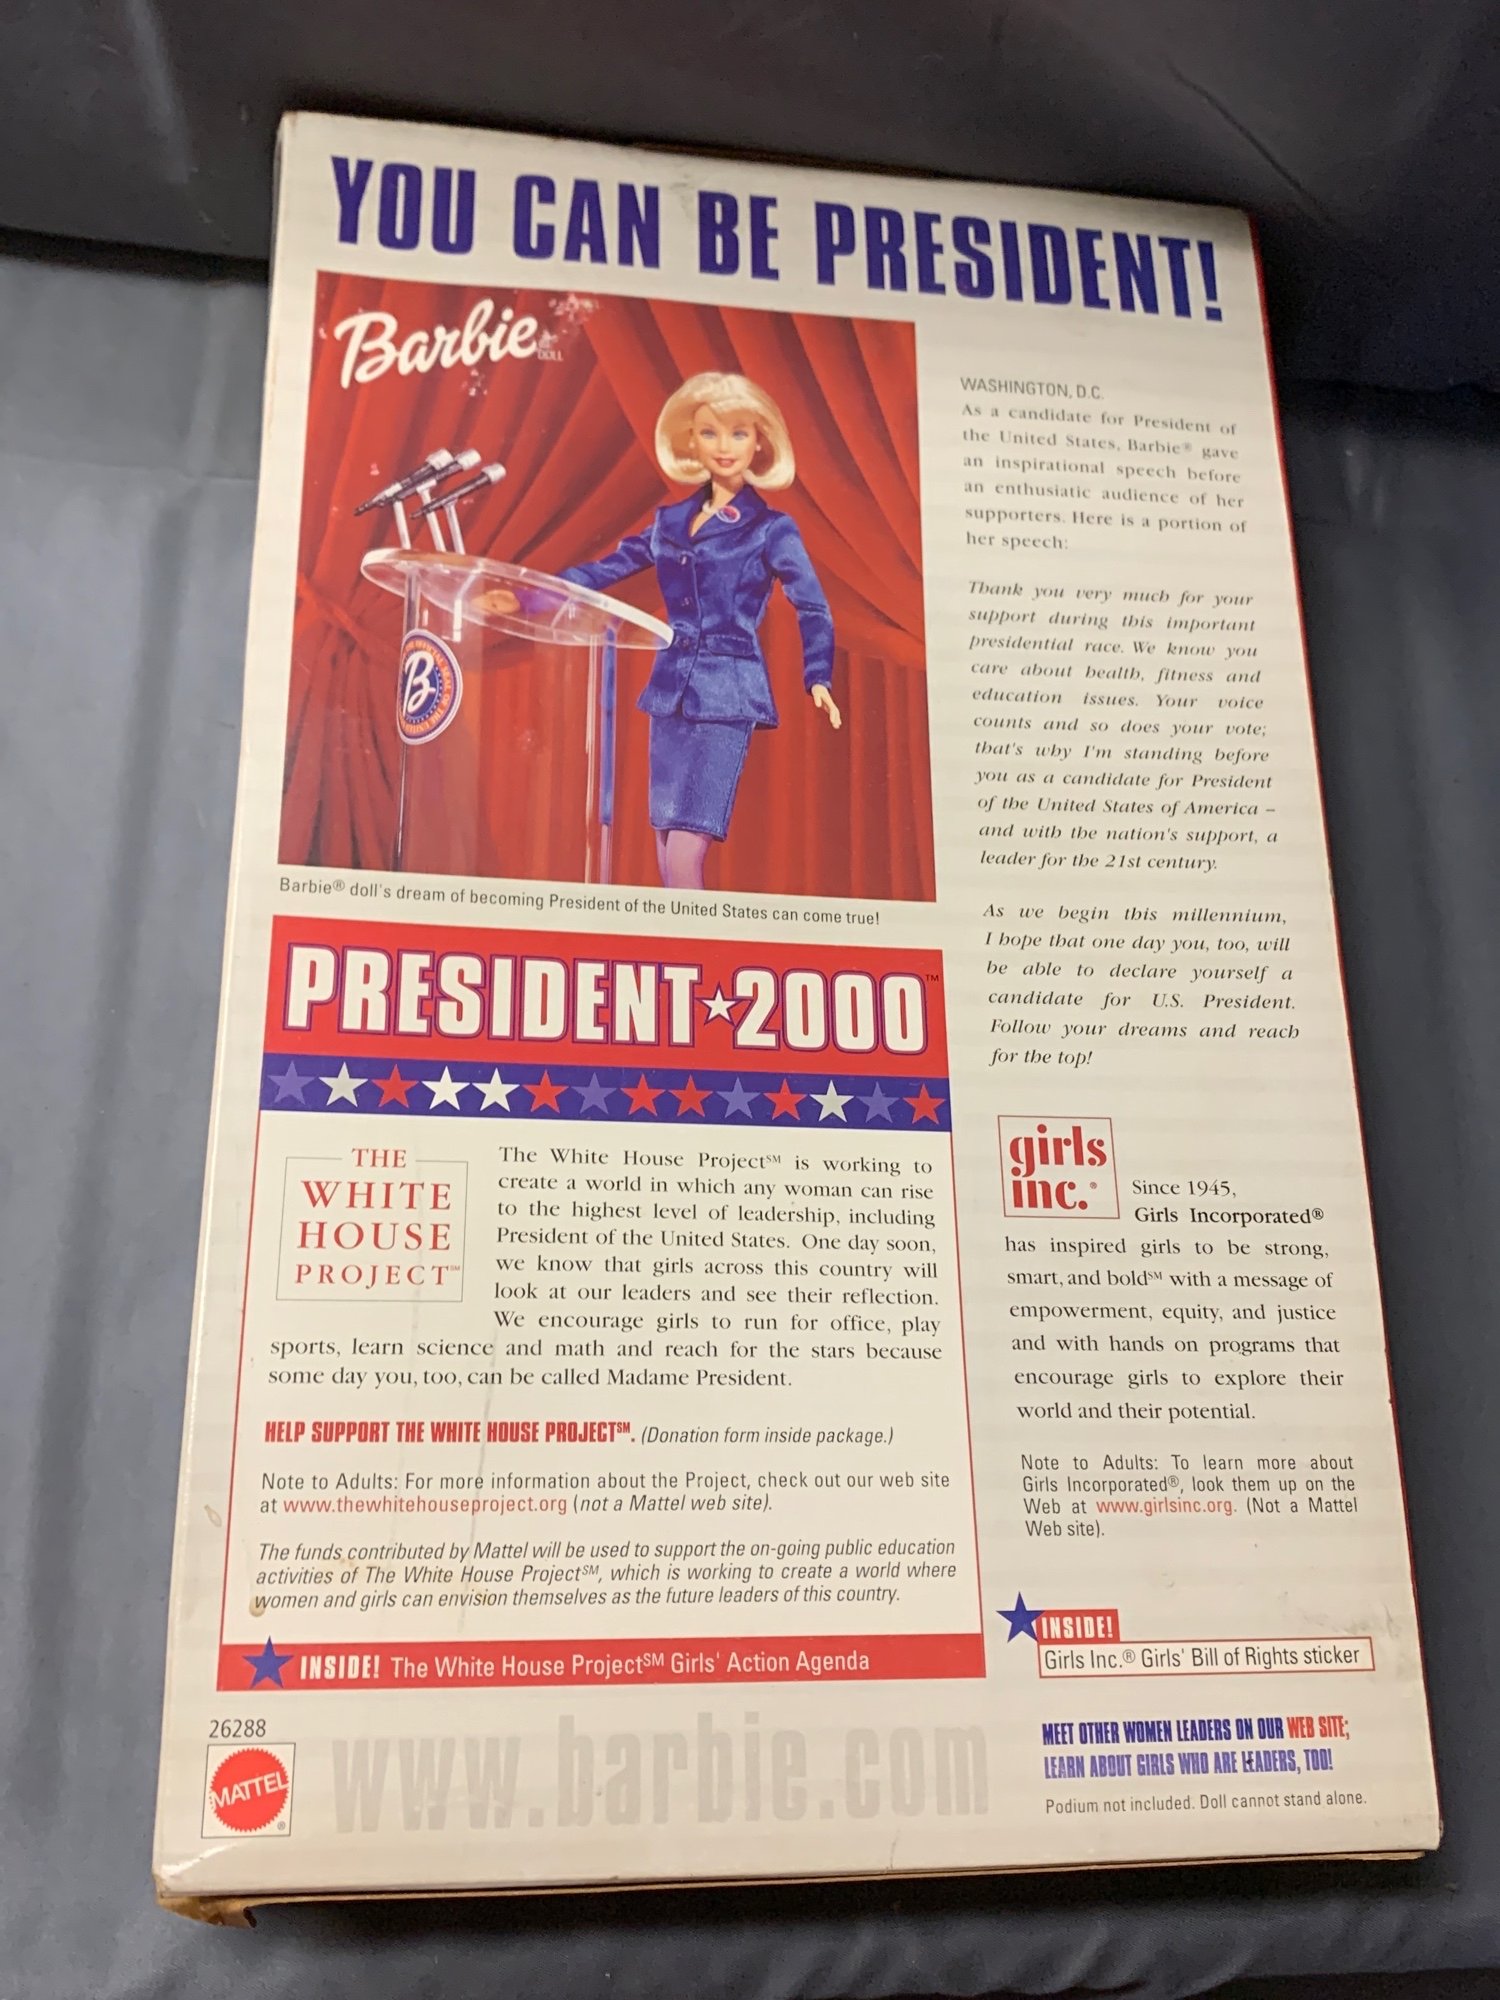 YOU CAN BE PRESIDENT!
Barbie®
DOLL
B
Barbie® doll's dream of becoming President of the United States can come true!
PRESIDENT★2000™
THE
WHITE
HOUSE
PROJECT℠
The White House Project℠ is working to
create a world in which any woman can rise
to the highest level of leadership, including
President of the United States. One day soon,
we know that girls across this country will
look at our leaders and see their reflection.
We encourage girls to run for office, play
sports, learn science and math and reach for the stars because
some day you, too, can be called Madame President.
HELP SUPPORT THE WHITE HOUSE PROJECT℠. (Donation form inside package.)
Note to Adults: For more information about the Project, check out our web site
at www.thewhitehouseproject.org (not a Mattel web site).
The funds contributed by Mattel will be used to support the on-going public education
activities of The White House Project℠, which is working to create a world where
women and girls can envision themselves as the future leaders of this country.
INSIDE! The White House Project℠ Girls' Action Agenda
WASHINGTON, D.C.
As a candidate for President of
the United States, Barbie® gave
an inspirational speech before
an enthusiatic audience of her
supporters. Here is a portion of
her speech:
Thank you very much for your
support during this important
presidential race. We know you
care about health, fitness and
education issues. Your voice
counts and so does your vote;
that's why I'm standing before
you as a candidate for President
of the United States of America –
and with the nation's support, a
leader for the 21st century.
As we begin this millennium,
I hope that one day you, too, will
be able to declare yourself a
candidate for U.S. President.
Follow your dreams and reach
for the top!
girls
inc.®
Since 1945,
Girls Incorporated®
has inspired girls to be strong,
smart, and bold℠ with a message of
empowerment, equity, and justice
and with hands on programs that
encourage girls to explore their
world and their potential.
Note to Adults: To learn more about
Girls Incorporated®, look them up on the
Web at www.girlsinc.org. (Not a Mattel
Web site).
INSIDE!
Girls Inc.® Girls' Bill of Rights sticker
26288
MATTEL®
www.barbie.com
MEET OTHER WOMEN LEADERS ON OUR WEB SITE;
LEARN ABOUT GIRLS WHO ARE LEADERS, TOO!
Podium not included. Doll cannot stand alone.